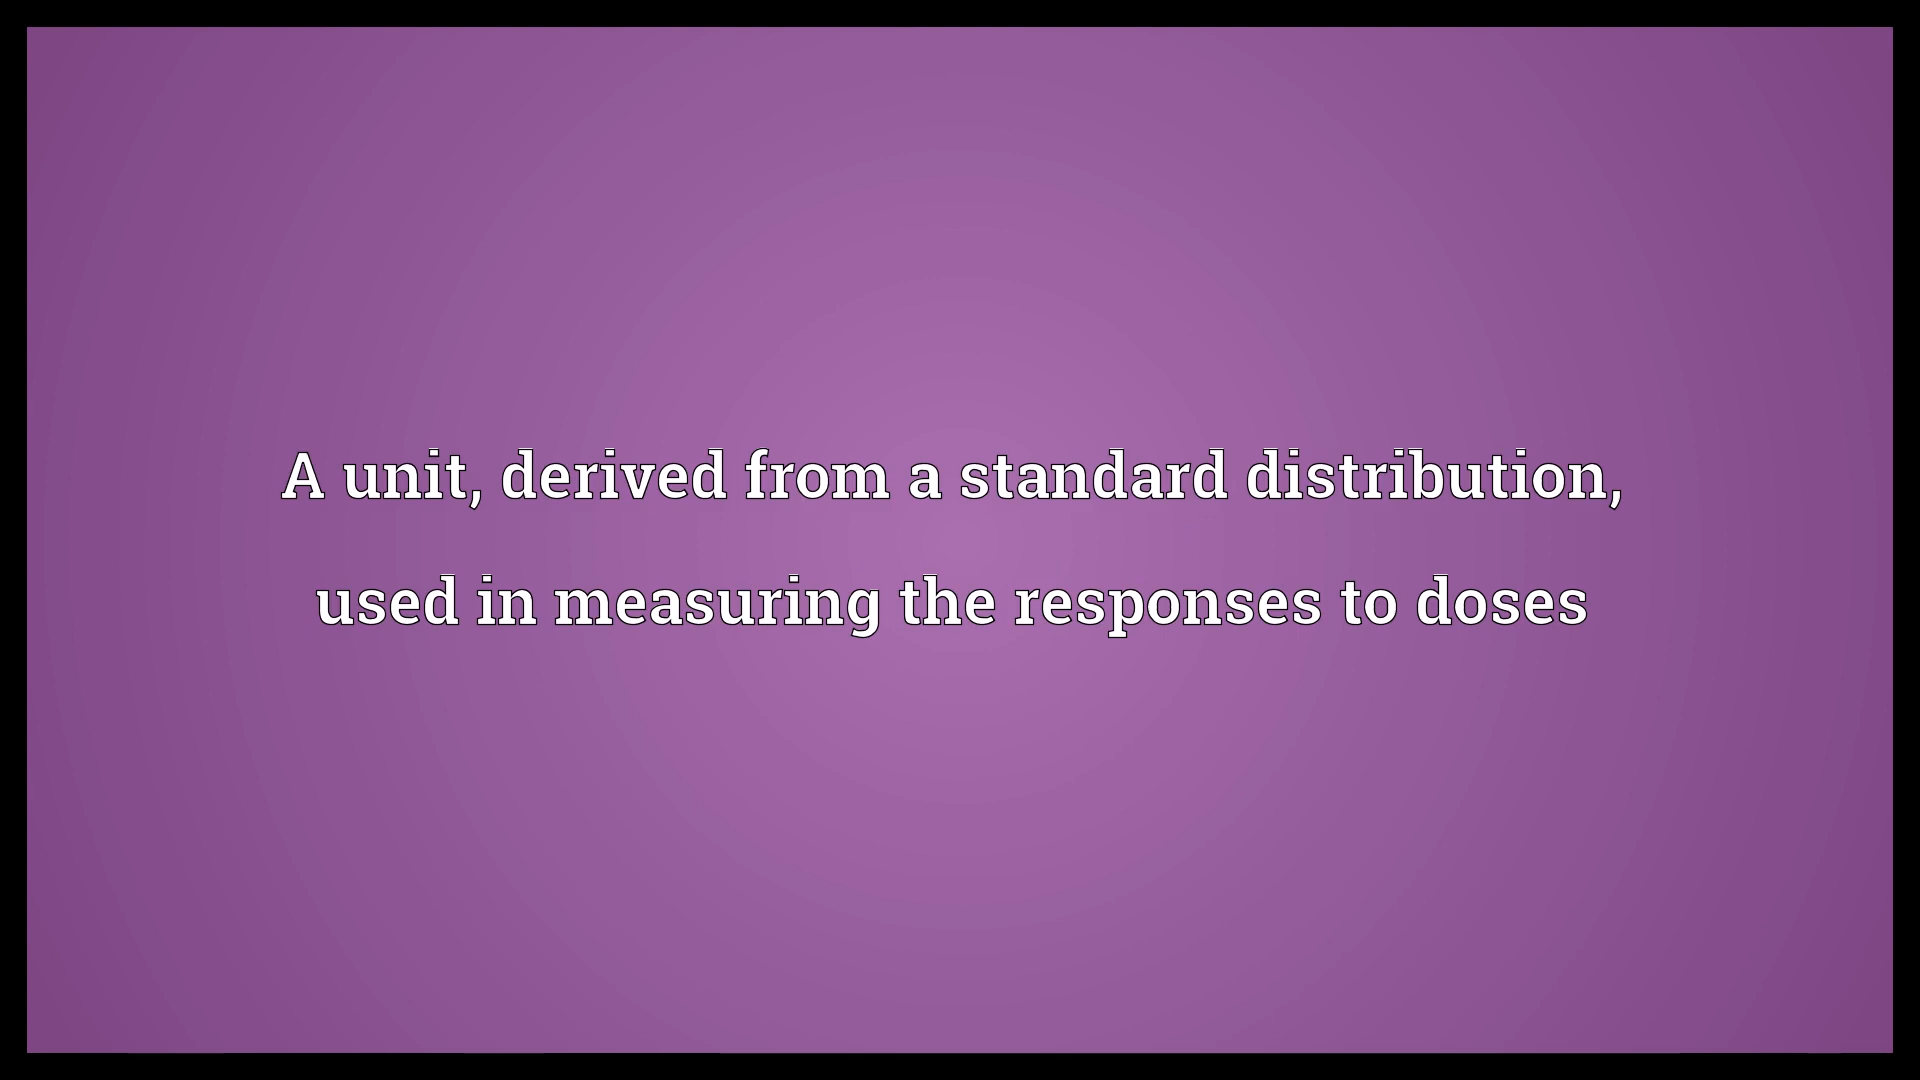 A unit, derived from a standard distribution,
used in measuring the responses to doses